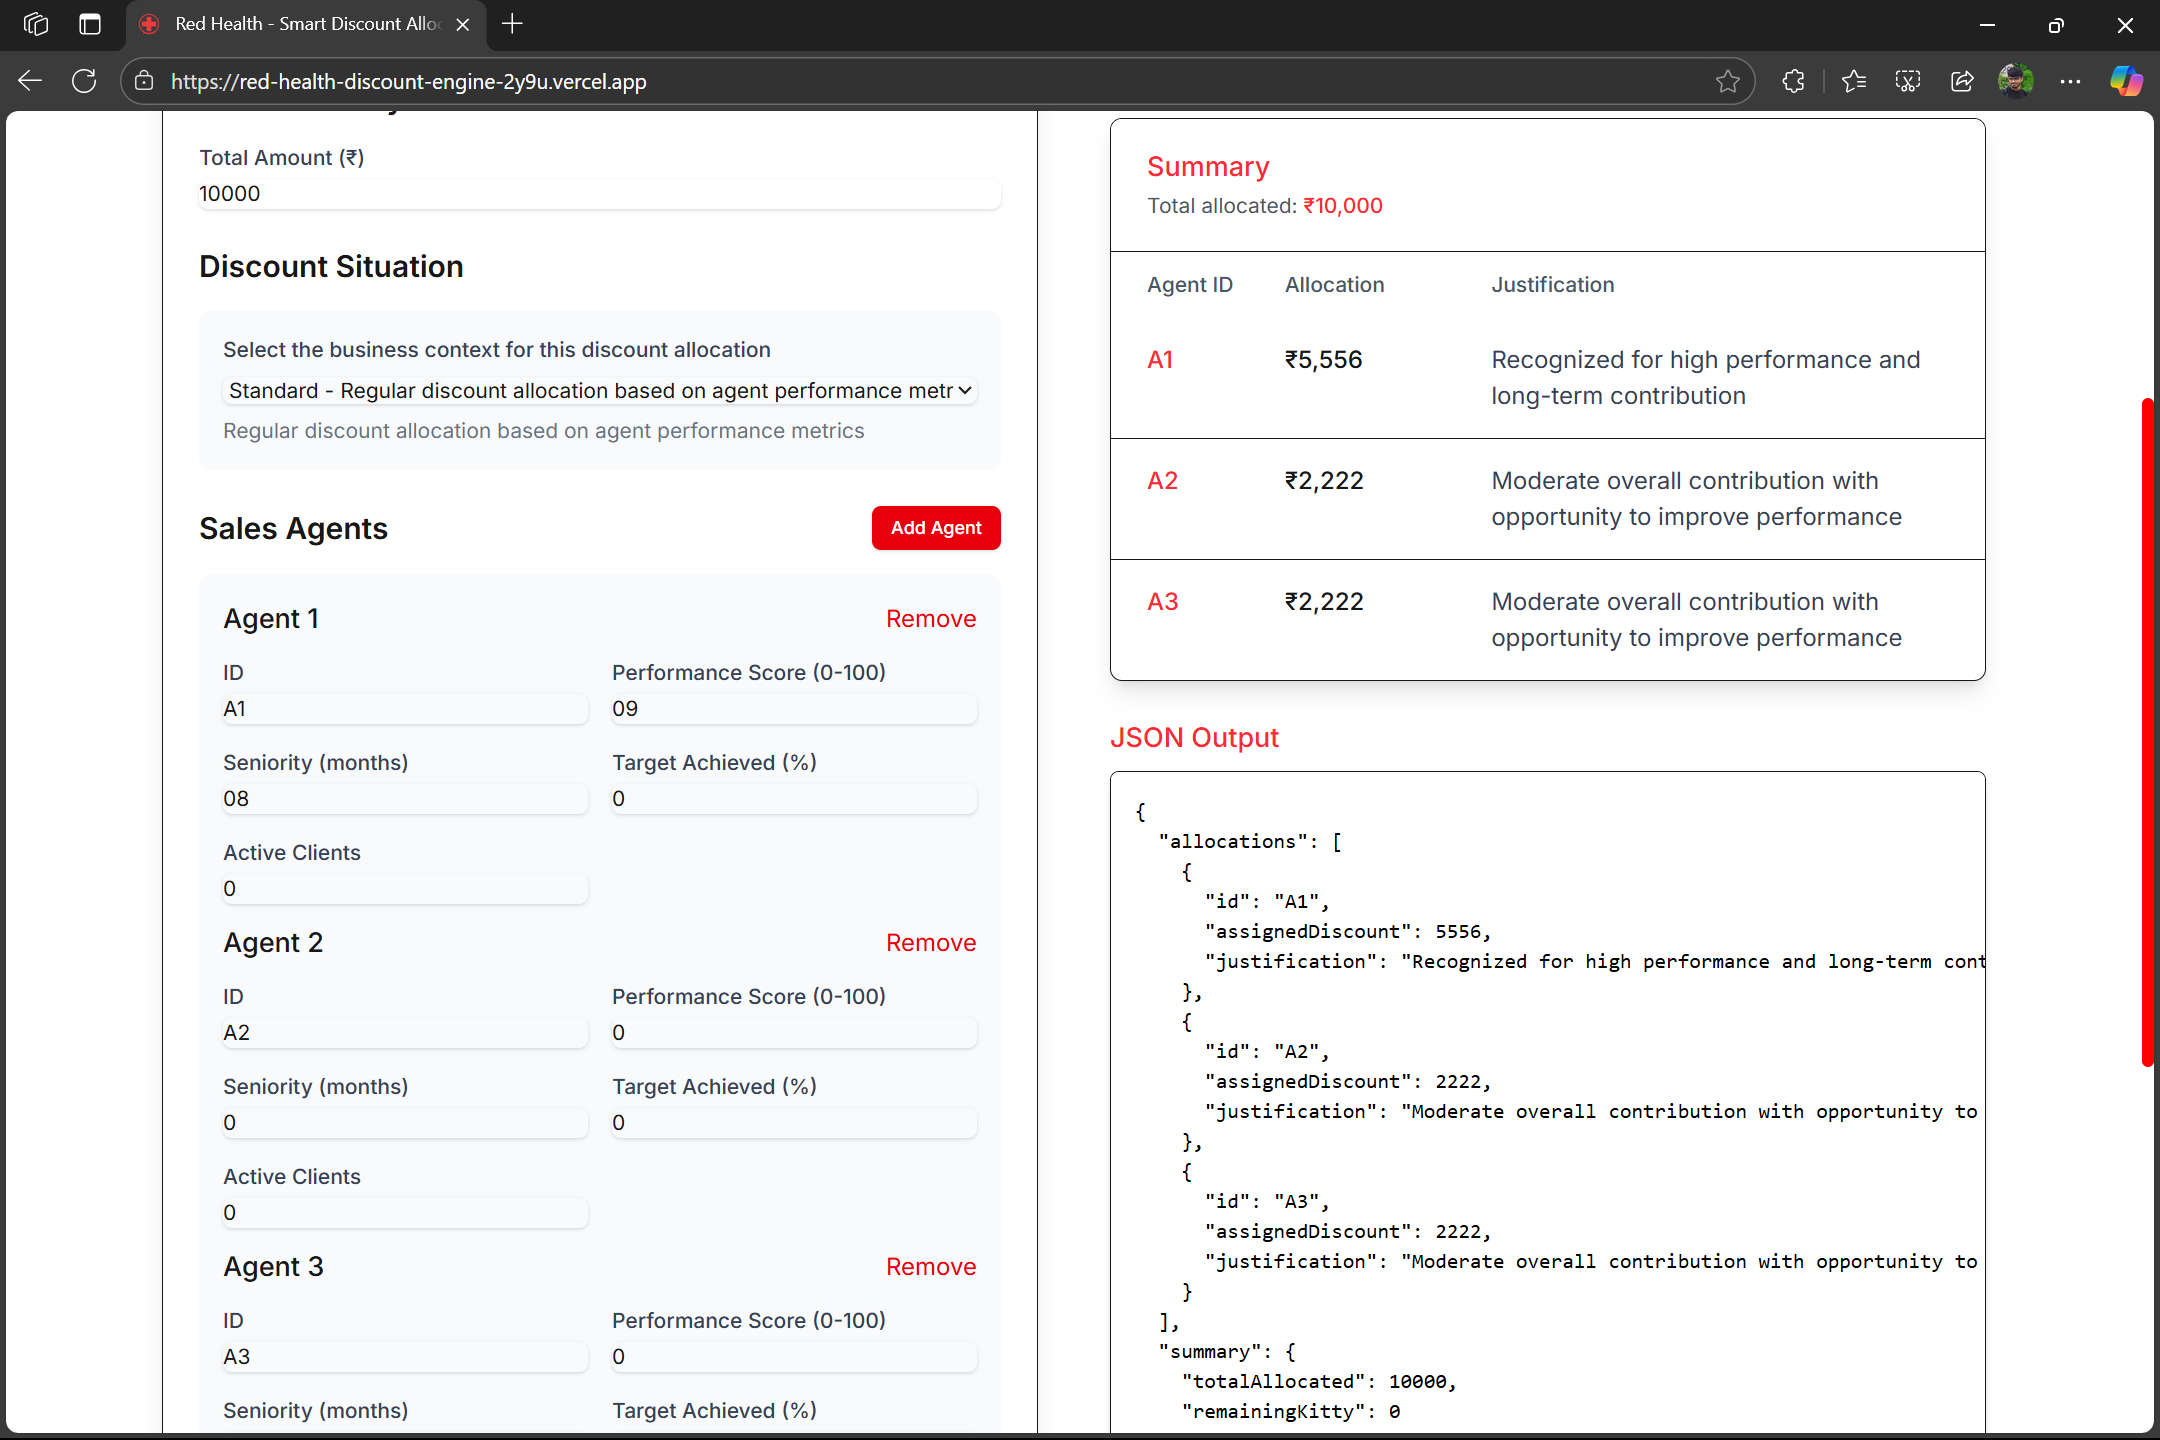 Red Health - Smart Discount Allo
https://red-health-discount-engine-2y9u.vercel.app
Total Amount (₹)
10000
Discount Situation
Select the business context for this discount allocation
Standard - Regular discount allocation based on agent performance metr
Regular discount allocation based on agent performance metrics
Sales Agents
Add Agent
Agent 1
Remove
ID
Performance Score (0-100)
A1
09
Seniority (months)
Target Achieved (%)
08
0
Active Clients
0
Agent 2
Remove
ID
Performance Score (0-100)
A2
0
Seniority (months)
Target Achieved (%)
0
0
Active Clients
0
Agent 3
Remove
ID
Performance Score (0-100)
A3
0
Seniority (months)
Target Achieved (%)
Summary
Total allocated: ₹10,000
Agent ID Allocation Justification
A1 ₹5,556 Recognized for high performance and
long-term contribution
A2 ₹2,222 Moderate overall contribution with
opportunity to improve performance
A3 ₹2,222 Moderate overall contribution with
opportunity to improve performance
JSON Output
{
"allocations": [
{
"id": "A1",
"assignedDiscount": 5556,
"justification": "Recognized for high performance and long-term cont
},
{
"id": "A2",
"assignedDiscount": 2222,
"justification": "Moderate overall contribution with opportunity to
},
{
"id": "A3",
"assignedDiscount": 2222,
"justification": "Moderate overall contribution with opportunity to
}
],
"summary": {
"totalAllocated": 10000,
"remainingKitty": 0